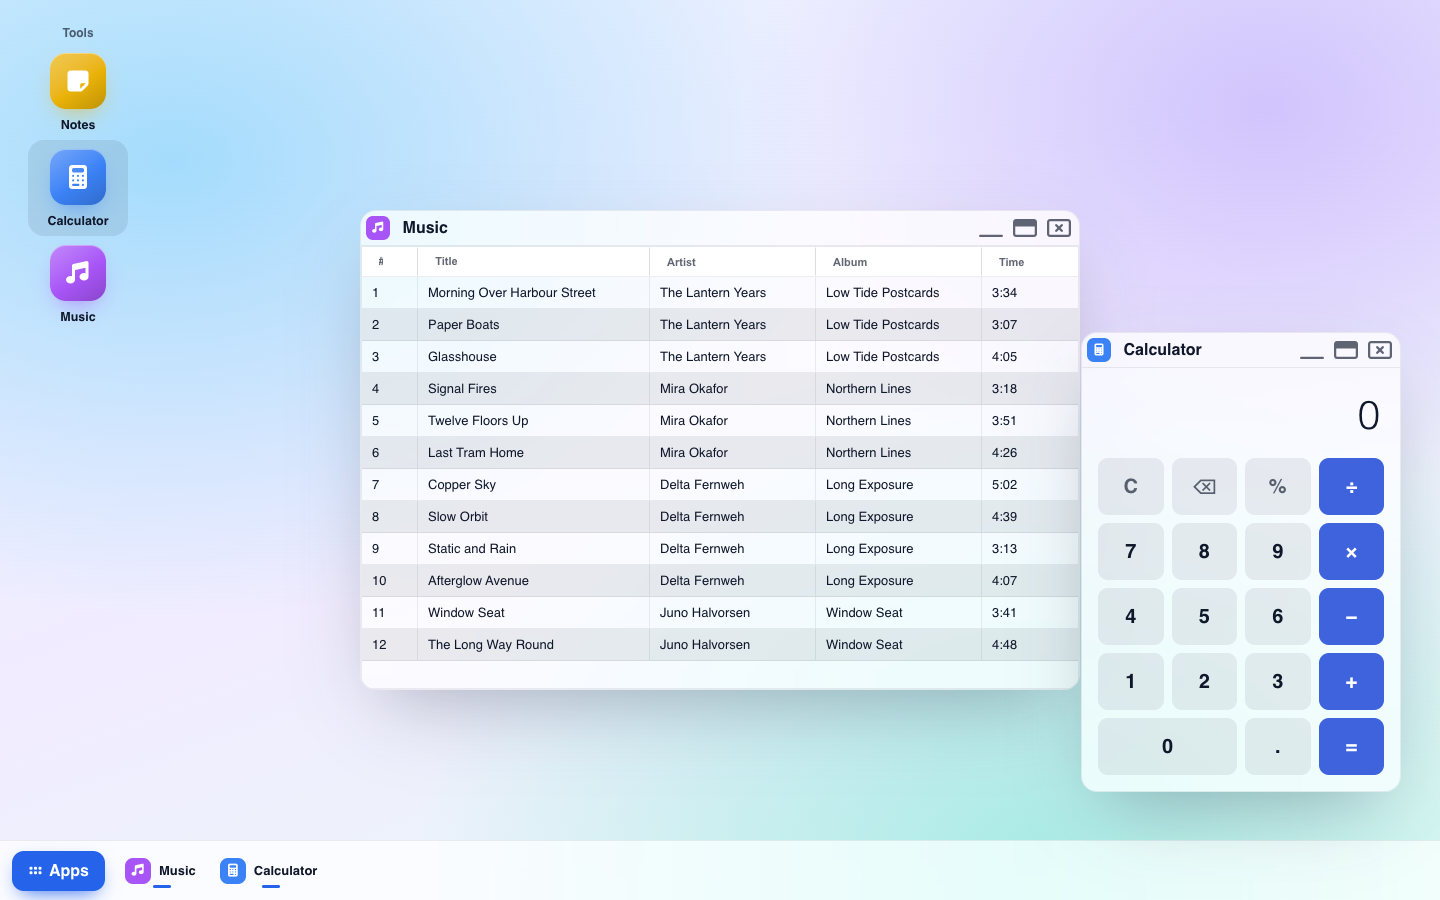 Tools
Notes
Calculator
Music
Music
# Title Artist Album Time
1 Morning Over Harbour Street The Lantern Years Low Tide Postcards 3:34
2 Paper Boats The Lantern Years Low Tide Postcards 3:07
3 Glasshouse The Lantern Years Low Tide Postcards 4:05
4 Signal Fires Mira Okafor Northern Lines 3:18
5 Twelve Floors Up Mira Okafor Northern Lines 3:51
6 Last Tram Home Mira Okafor Northern Lines 4:26
7 Copper Sky Delta Fernweh Long Exposure 5:02
8 Slow Orbit Delta Fernweh Long Exposure 4:39
9 Static and Rain Delta Fernweh Long Exposure 3:13
10 Afterglow Avenue Delta Fernweh Long Exposure 4:07
11 Window Seat Juno Halvorsen Window Seat 3:41
12 The Long Way Round Juno Halvorsen Window Seat 4:48
Calculator
0
C % ÷
7 8 9 ×
4 5 6 −
1 2 3 +
0 . =
Apps Music Calculator